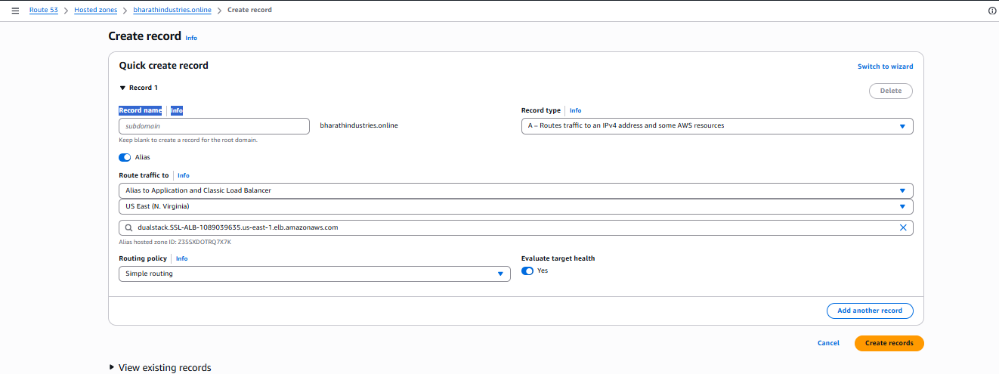 Route 53 > Hosted zones > bharathindustries.online > Create record
Create record Info
Quick create record
Switch to wizard
Record 1
Delete
Record name Info
Record type Info
subdomain
bharathindustries.online
A – Routes traffic to an IPv4 address and some AWS resources
Keep blank to create a record for the root domain.
Alias
Route traffic to Info
Alias to Application and Classic Load Balancer
US East (N. Virginia)
dualstack.SSL-ALB-1089039635.us-east-1.elb.amazonaws.com
Alias hosted zone ID: Z35SXDOTRQ7X7K
Routing policy Info
Evaluate target health
Simple routing
Yes
Add another record
Cancel
Create records
View existing records